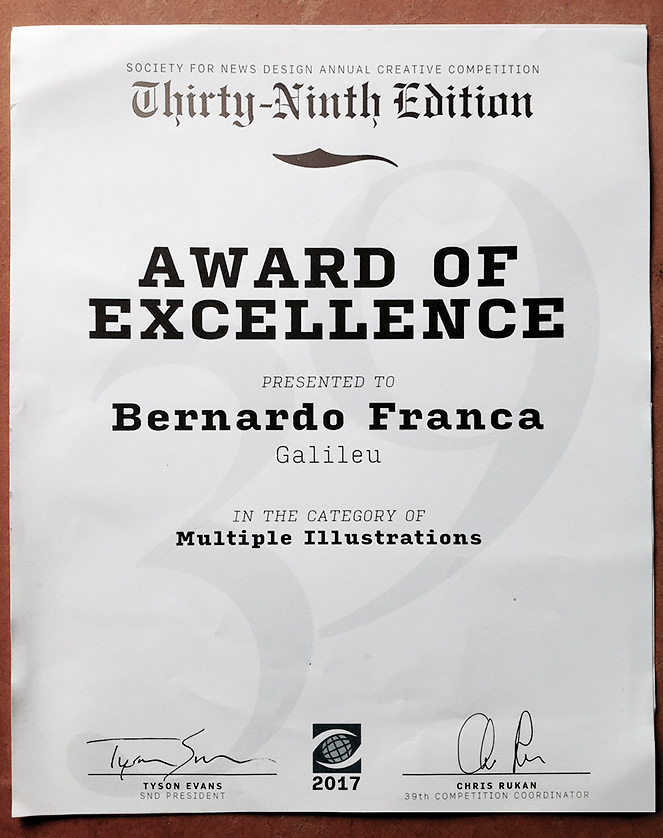 SOCIETY FOR NEWS DESIGN ANNUAL CREATIVE COMPETITION
Thirty-Ninth Edition
39
AWARD OF
EXCELLENCE
PRESENTED TO
Bernardo Franca
Galileu
IN THE CATEGORY OF
Multiple Illustrations
2017
TYSON EVANS
SND PRESIDENT
CHRIS RUKAN
39th COMPETITION COORDINATOR